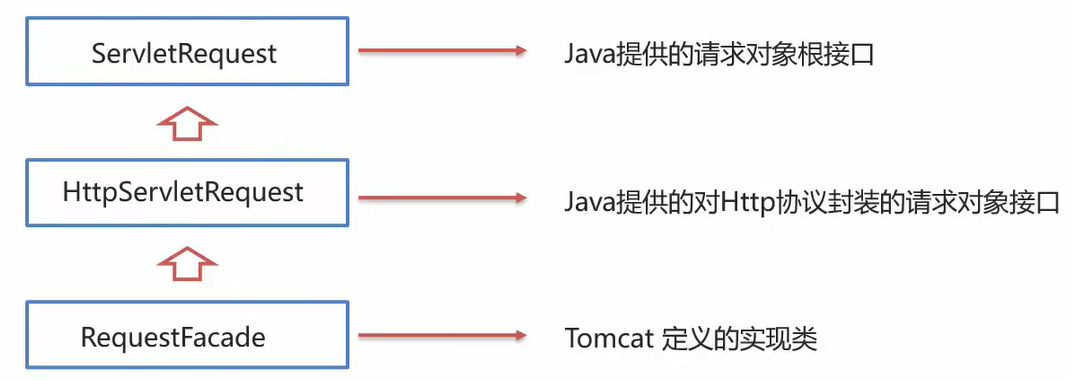 ServletRequest
Java提供的请求对象根接口
HttpServletRequest
Java提供的对Http协议封装的请求对象接口
RequestFacade
Tomcat 定义的实现类